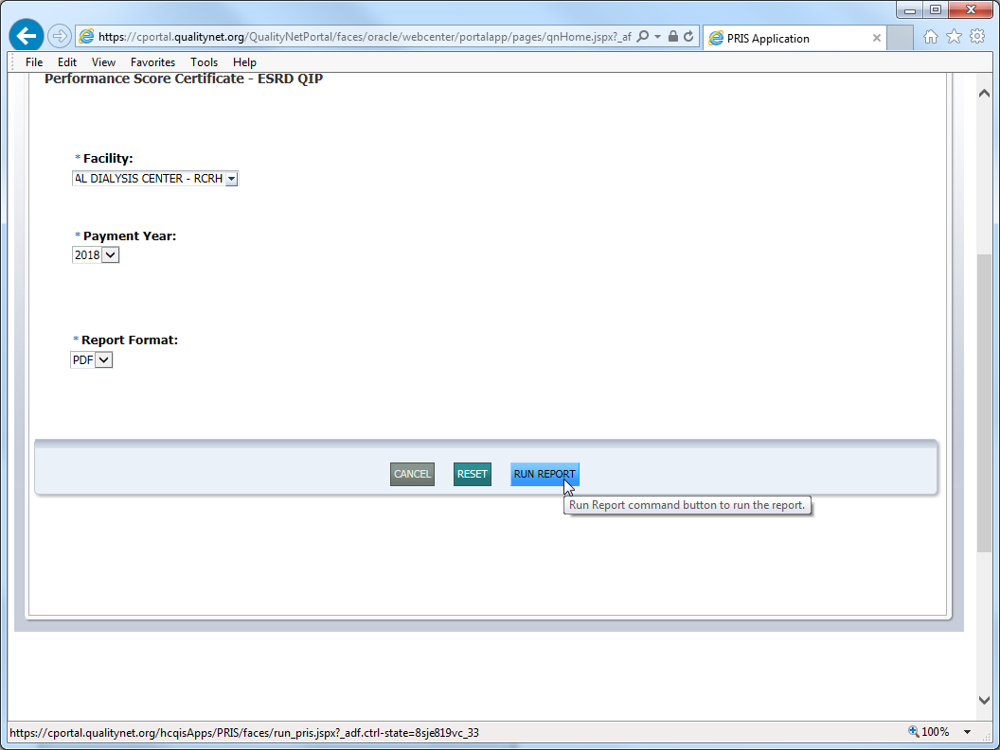 https://cportal.qualitynet.org/QualityNetPortal/faces/oracle/webcenter/portalapp/pages/qnHome.jspx?_af
PRIS Application
File Edit View Favorites Tools Help
Performance Score Certificate - ESRD QIP
* Facility:
AL DIALYSIS CENTER - RCRH
* Payment Year:
2018
* Report Format:
PDF
CANCEL RESET RUN REPORT
Run Report command button to run the report.
https://cportal.qualitynet.org/hcqisApps/PRIS/faces/run_pris.jspx?_adf.ctrl-state=8sje819vc_33
100%